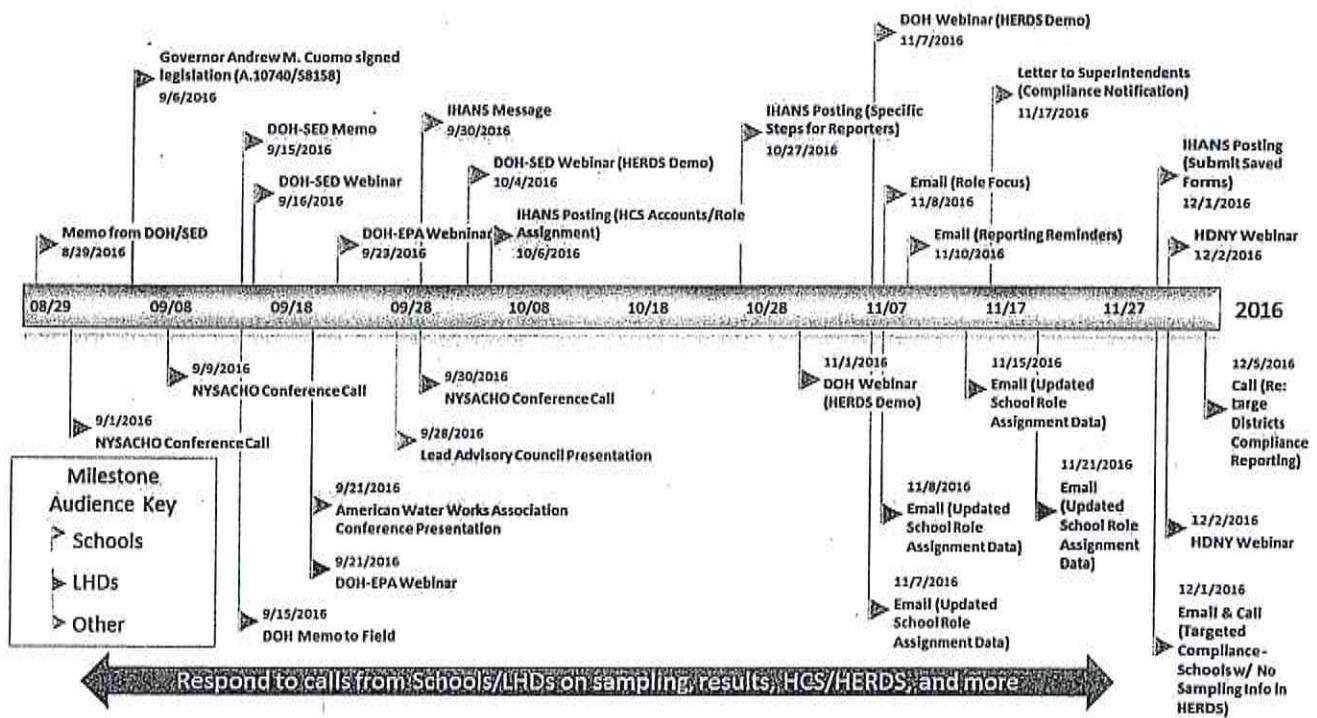 DOH Webinar (HERDS Demo)
11/7/2016
Governor Andrew M. Cuomo signed
legislation (A.10740/S8158)
9/6/2016
Letter to Superintendents
(Compliance Notification)
11/17/2016
IHANS Message
9/30/2016
IHANS Posting (Specific
Steps for Reporters)
10/27/2016
DOH-SED Memo
9/15/2016
IHANS Posting
(Submit Saved
Forms)
12/1/2016
DOH-SED Webinar (HERDS Demo)
10/4/2016
DOH-SED Webinar
9/16/2016
Email (Role Focus)
11/8/2016
IHANS Posting (HCS Accounts/Role
Assignment)
10/6/2016
Memo from DOH/SED
8/29/2016
DOH-EPA Webninar
9/23/2016
Email (Reporting Reminders)
11/10/2016
HDNY Webinar
12/2/2016
08/29 09/08 09/18 09/28 10/08 10/18 10/28 11/07 11/17 11/27 2016
9/9/2016
NYSACHO Conference Call
9/30/2016
NYSACHO Conference Call
11/1/2016
DOH Webinar
(HERDS Demo)
11/15/2016
Email (Updated
School Role
Assignment Data)
12/5/2016
Call (Re:
Large
Districts
Compliance
Reporting)
9/1/2016
NYSACHO Conference Call
9/28/2016
Lead Advisory Council Presentation
Milestone
Audience Key
Schools
LHDs
Other
9/21/2016
American Water Works Association
Conference Presentation
11/8/2016
Email (Updated
School Role
Assignment Data)
11/21/2016
Email
(Updated
School Role
Assignment
Data)
12/2/2016
HDNY Webinar
9/21/2016
DOH-EPA Webinar
11/7/2016
Email (Updated
School Role
Assignment Data)
12/1/2016
Email & Call
(Targeted
Compliance-
Schools w/ No
Sampling Info in
HERDS)
9/15/2016
DOH Memo to Field
Respond to calls from Schools/LHDs on sampling, results, HCS/HERDS, and more